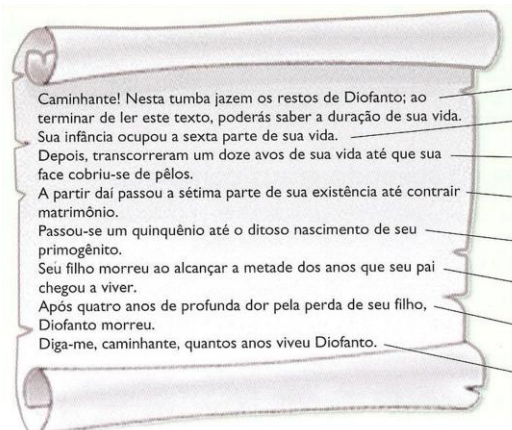 Caminhante! Nesta tumba jazem os restos de Diofanto; ao
terminar de ler este texto, poderás saber a duração de sua vida.
Sua infância ocupou a sexta parte de sua vida.
Depois, transcorreram um doze avos de sua vida até que sua
face cobriu-se de pêlos.
A partir daí passou a sétima parte de sua existência até contrair
matrimônio.
Passou-se um quinquênio até o ditoso nascimento de seu
primogênito.
Seu filho morreu ao alcançar a metade dos anos que seu pai
chegou a viver.
Após quatro anos de profunda dor pela perda de seu filho,
Diofanto morreu.
Diga-me, caminhante, quantos anos viveu Diofanto.